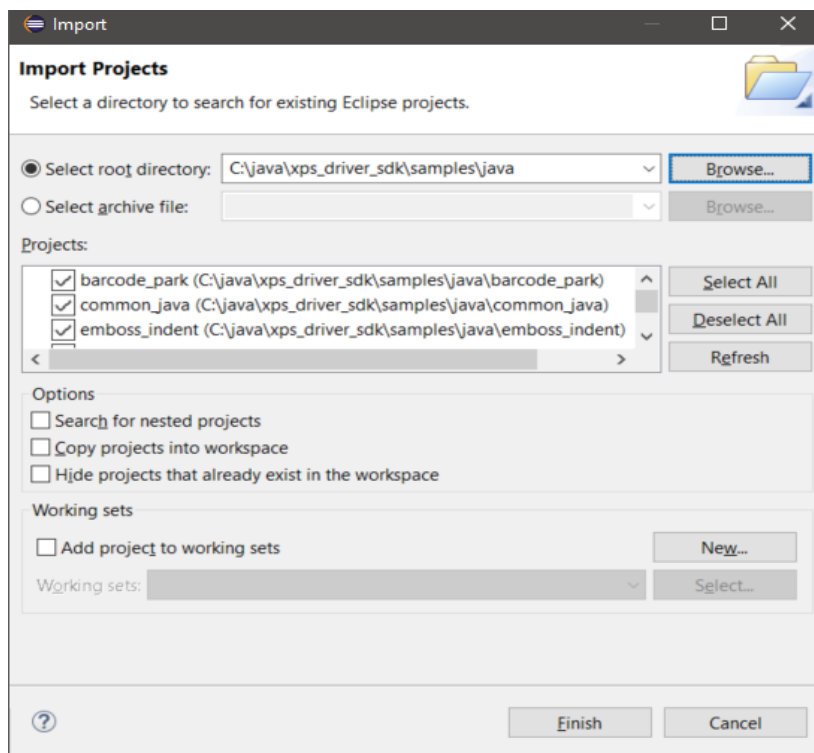 Import
Import Projects
Select a directory to search for existing Eclipse projects.
Select root directory: C:\java\xps_driver_sdk\samples\java Browse...
Select archive file: Browse...
Projects:
barcode_park (C:\java\xps_driver_sdk\samples\java\barcode_park)
common_java (C:\java\xps_driver_sdk\samples\java\common_java)
emboss_indent (C:\java\xps_driver_sdk\samples\java\emboss_indent)
Select All
Deselect All
Refresh
Options
Search for nested projects
Copy projects into workspace
Hide projects that already exist in the workspace
Working sets
Add project to working sets New...
Working sets: Select...
? Finish Cancel